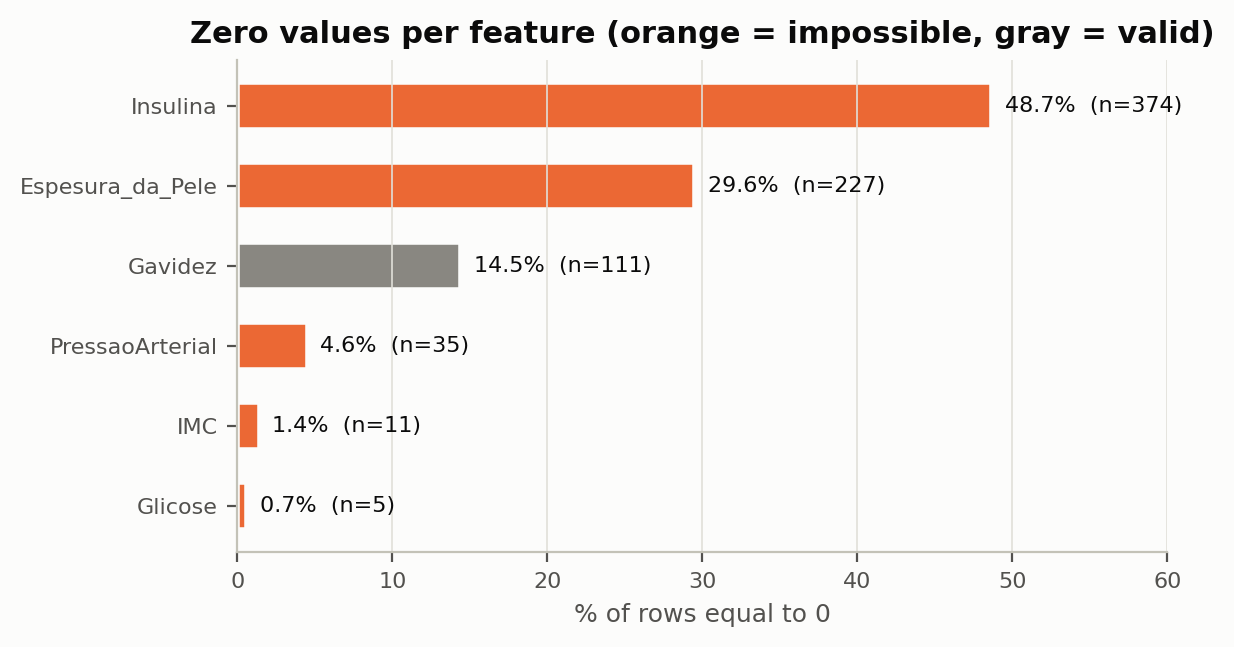 Zero values per feature (orange = impossible, gray = valid)
Insulina 48.7% (n=374)
Espesura_da_Pele 29.6% (n=227)
Gavidez 14.5% (n=111)
PressaoArterial 4.6% (n=35)
IMC 1.4% (n=11)
Glicose 0.7% (n=5)
0 10 20 30 40 50 60
% of rows equal to 0